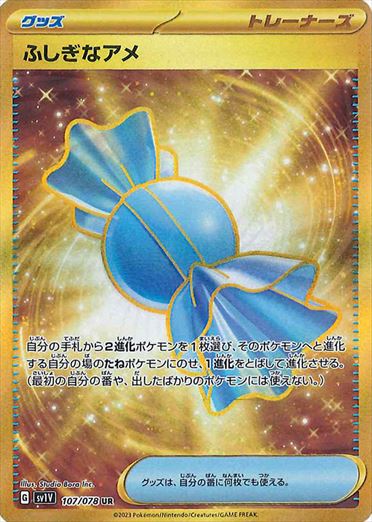 グッズ
トレーナーズ
ふしぎなアメ
自分の手札から2進化ポケモンを1枚選び、そのポケモンへと進化
する自分の場のたねポケモンにのせ、1進化をとばして進化させる。
(最初の自分の番や、出したばかりのポケモンには使えない。)
Illus. Studio Bora Inc.
G sv1V 107/078 UR
グッズは、自分の番に何枚でも使える。
©2023 Pokémon/Nintendo/Creatures/GAME FREAK.